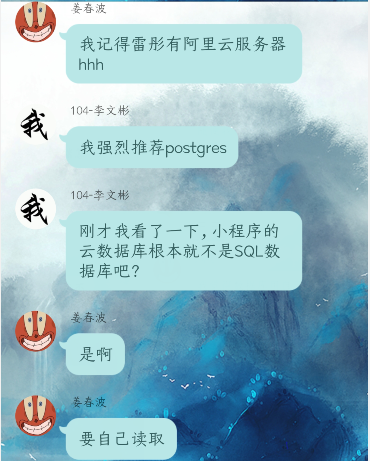 姜春波
我记得雷彤有阿里云服务器
hhh
104-李文彬
我
我强烈推荐postgres
104-李文彬
我
刚才我看了一下，小程序的
云数据库根本就不是SQL数
据库吧？
姜春波
是啊
姜春波
要自己读取